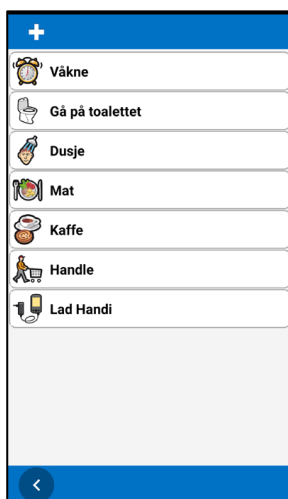 Våkne
Gå på toalettet
Dusje
Mat
Kaffe
Handle
Lad Handi